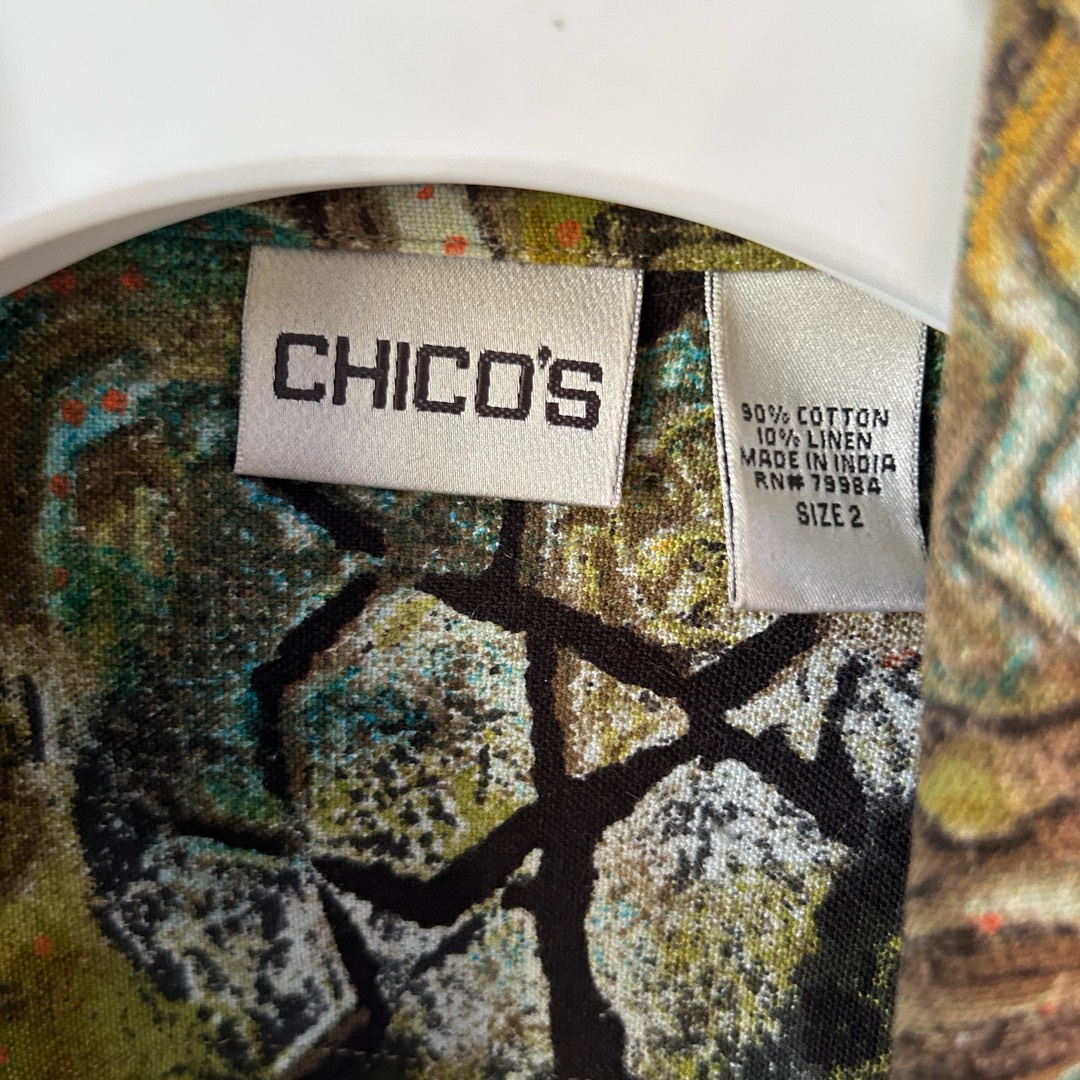 CHICO'S
90% COTTON
10% LINEN
MADE IN INDIA
RN# 79984
SIZE 2